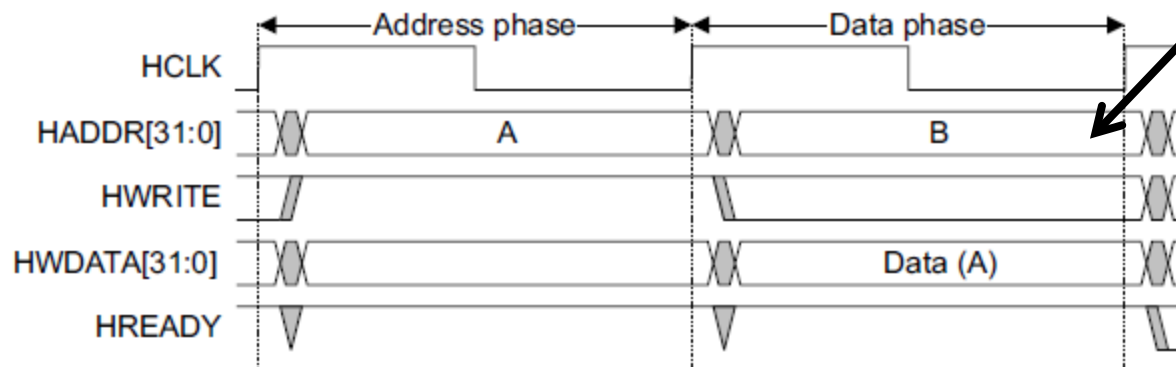 Address phase Data phase
HCLK
HADDR[31:0] A B
HWRITE
HWDATA[31:0] Data (A)
HREADY